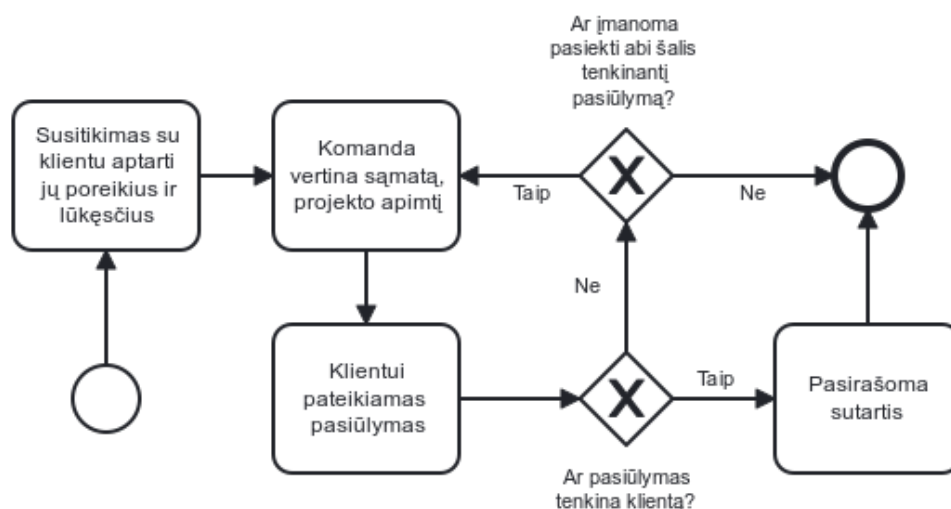 Ar įmanoma
pasiekti abi šalis
tenkinantį
pasiūlymą?
Susitikimas su
klientu aptarti
jų poreikius ir
lūkęsčius
Komanda
vertina sąmatą,
projekto apimtį
Taip
Ne
Ne
Klientui
pateikiamas
pasiūlymas
Taip
Pasirašoma
sutartis
Ar pasiūlymas
tenkina klientą?